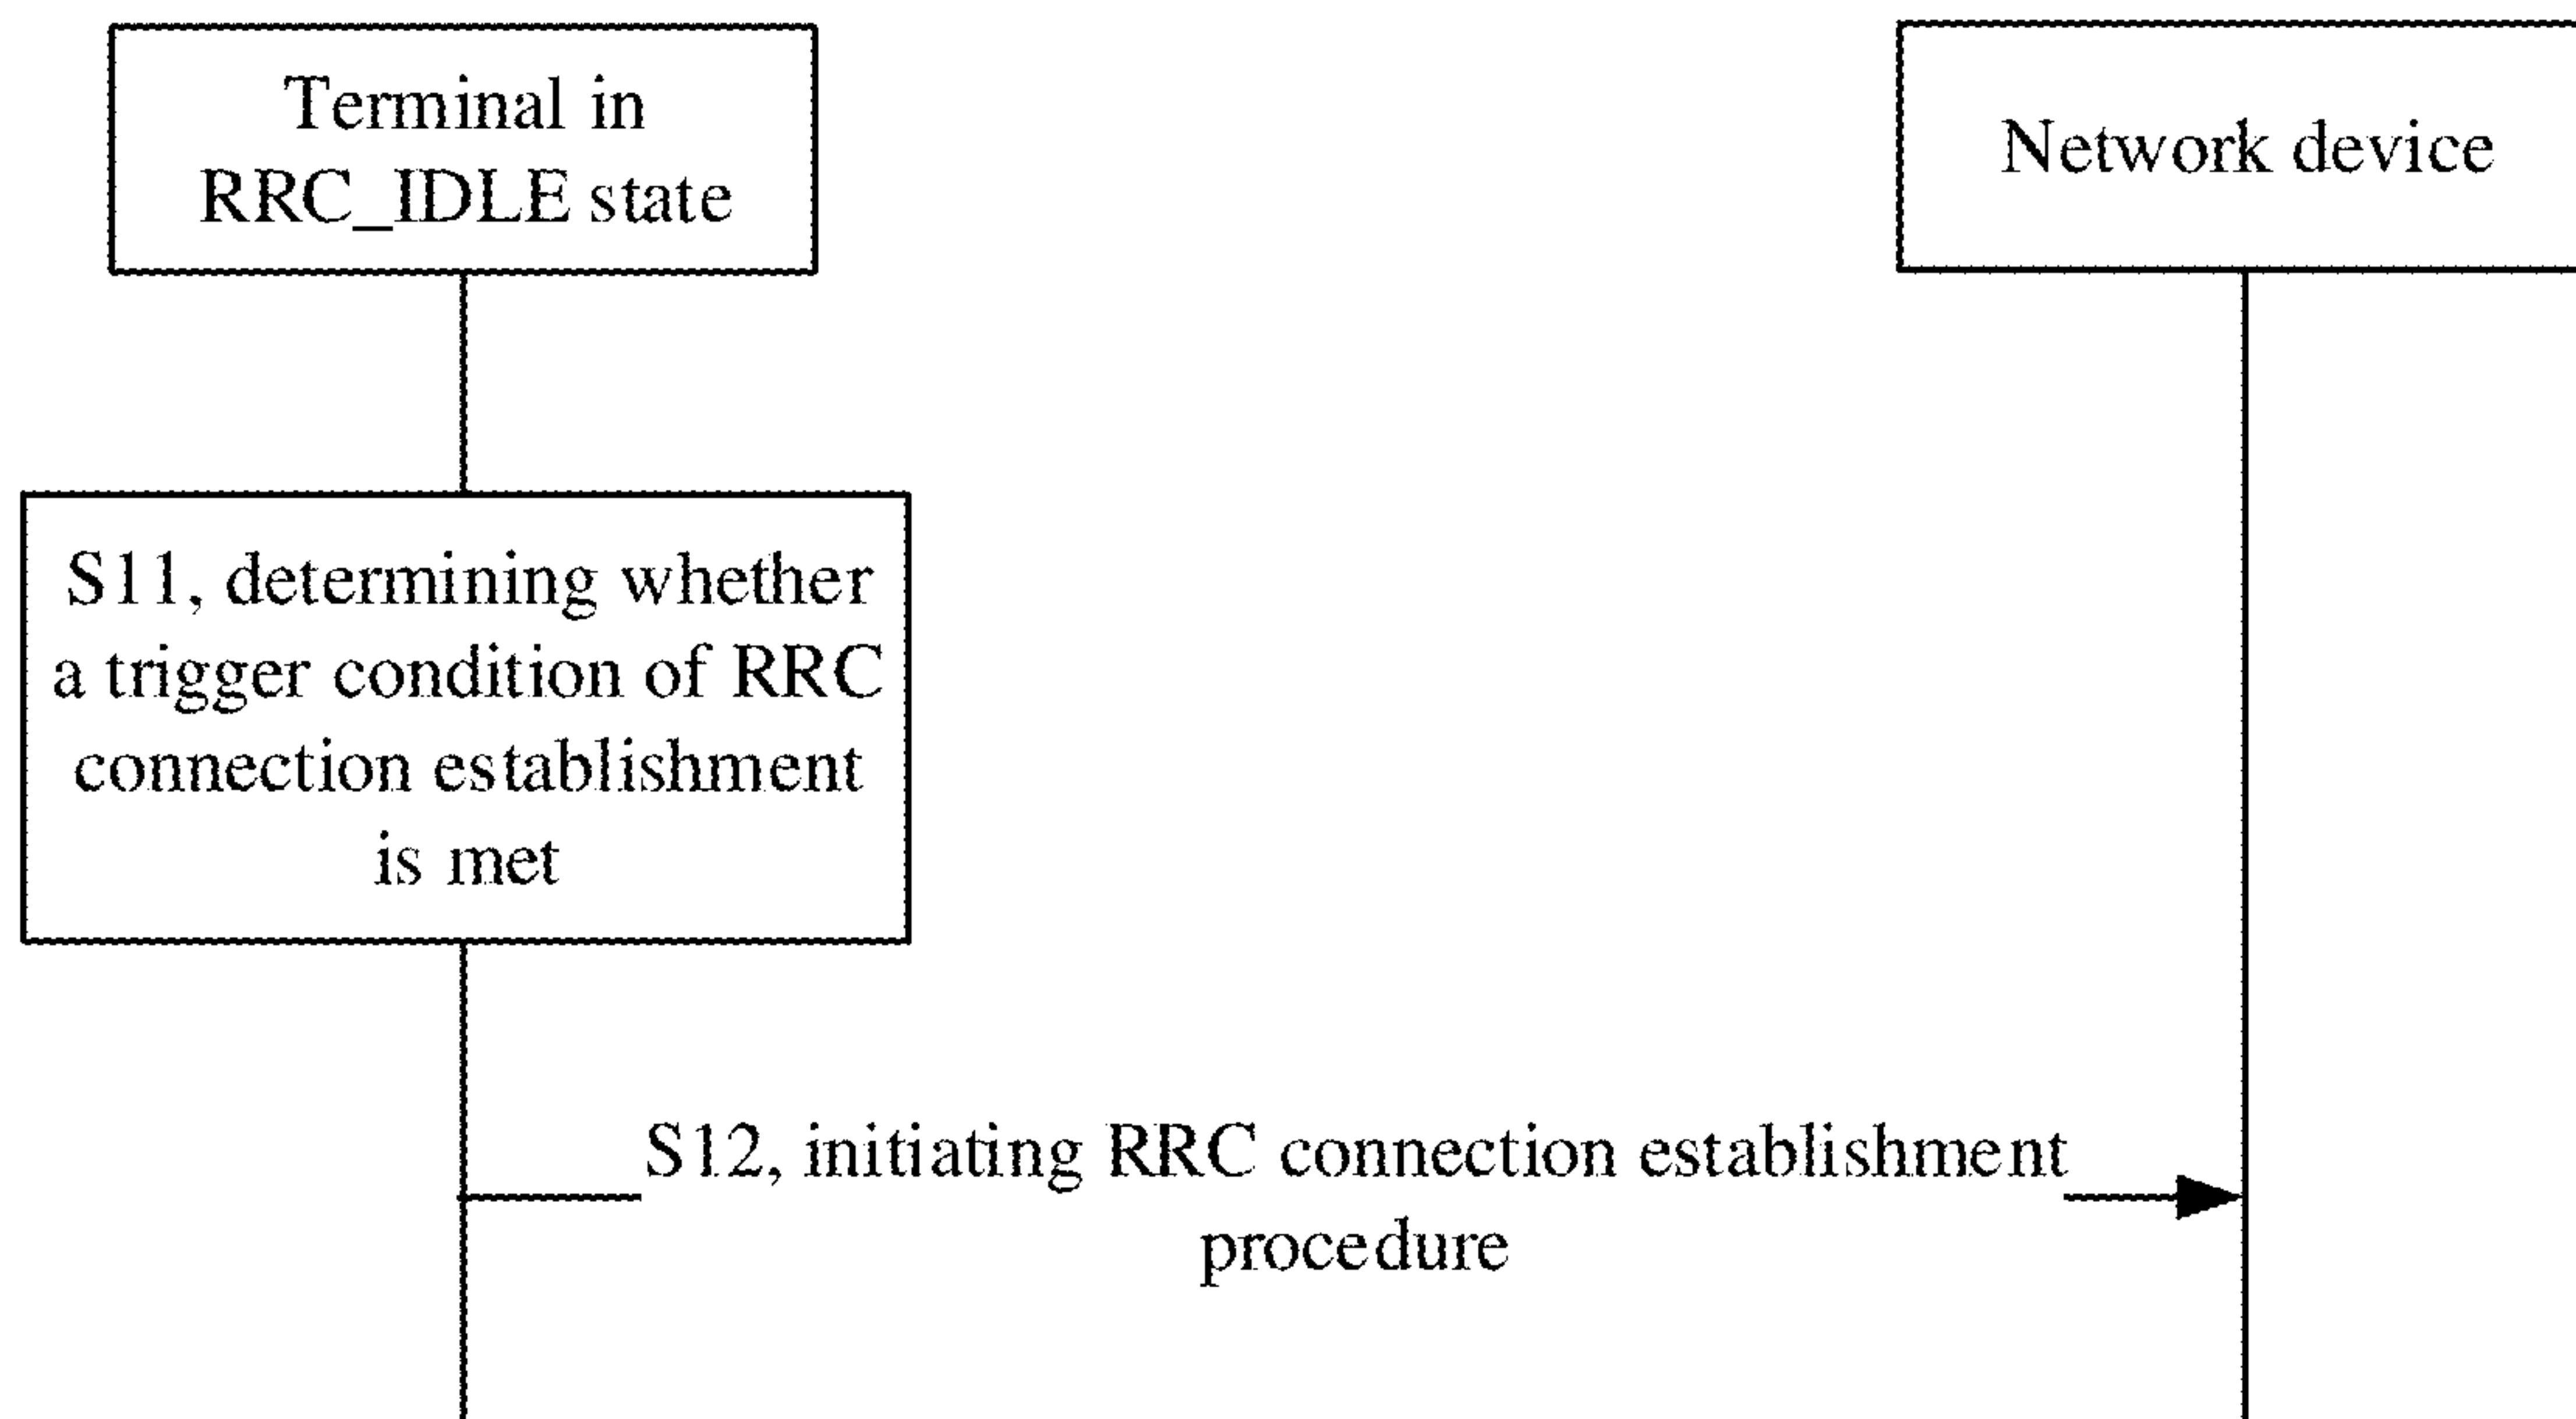 Terminal in
RRC_IDLE state
Network device
S11, determining whether
a trigger condition of RRC
connection establishment
is met
S12, initiating RRC connection establishment
procedure